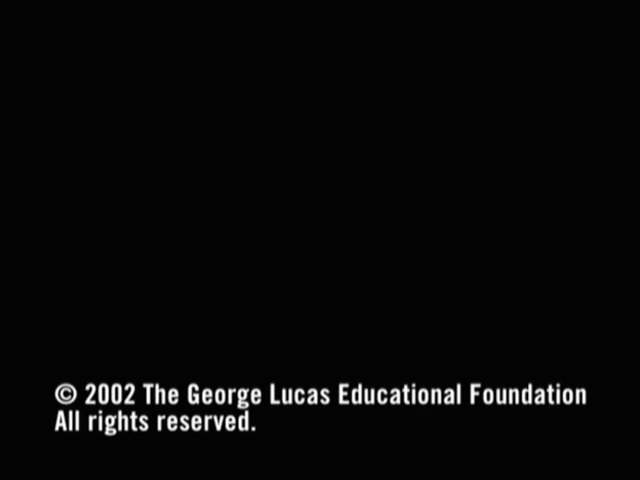 © 2002 The George Lucas Educational Foundation
All rights reserved.